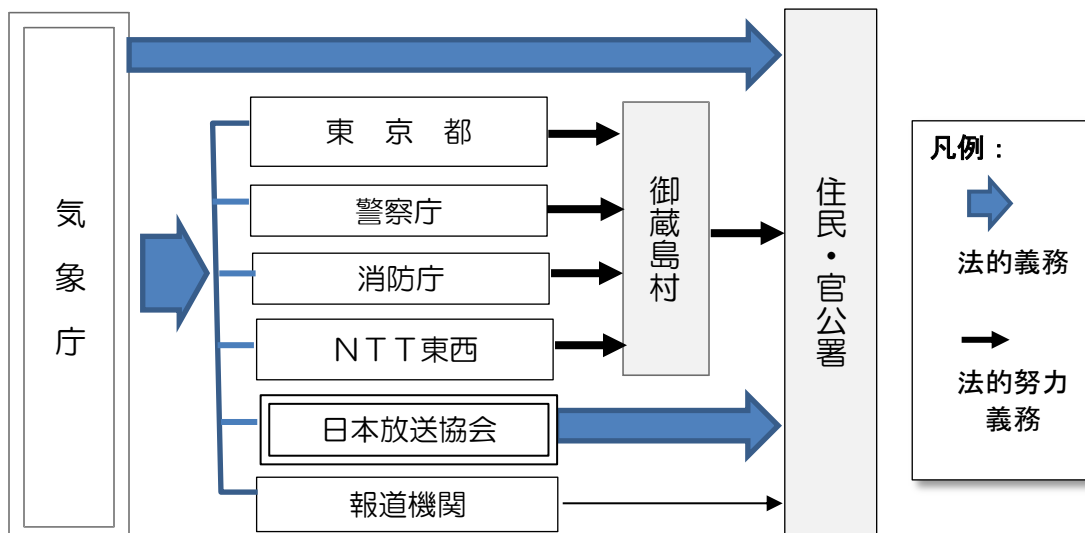 気象庁
東　京　都
警察庁
消防庁
ＮＴＴ東西
日本放送協会
報道機関
御蔵島村
住民・官公署
凡例：
法的義務
法的努力
義務